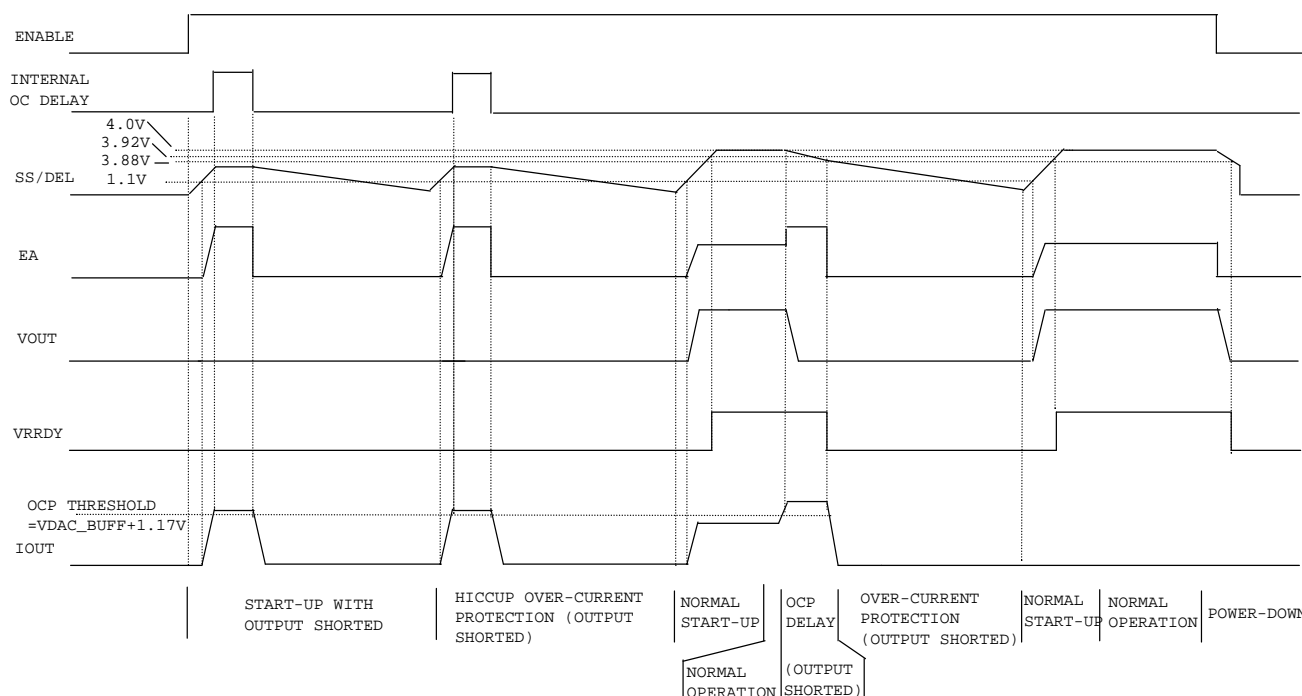 ENABLE
INTERNAL
OC DELAY
4.0V
3.92V
3.88V
1.1V
SS/DEL
EA
VOUT
VRRDY
OCP THRESHOLD
=VDAC_BUFF+1.17V
IOUT
START-UP WITH
OUTPUT SHORTED
HICCUP OVER-CURRENT
PROTECTION (OUTPUT
SHORTED)
NORMAL
START-UP
NORMAL
OPERATION
OCP
DELAY
(OUTPUT
SHORTED)
OVER-CURRENT
PROTECTION
(OUTPUT SHORTED)
NORMAL
START-UP
NORMAL
OPERATION
POWER-DOWN